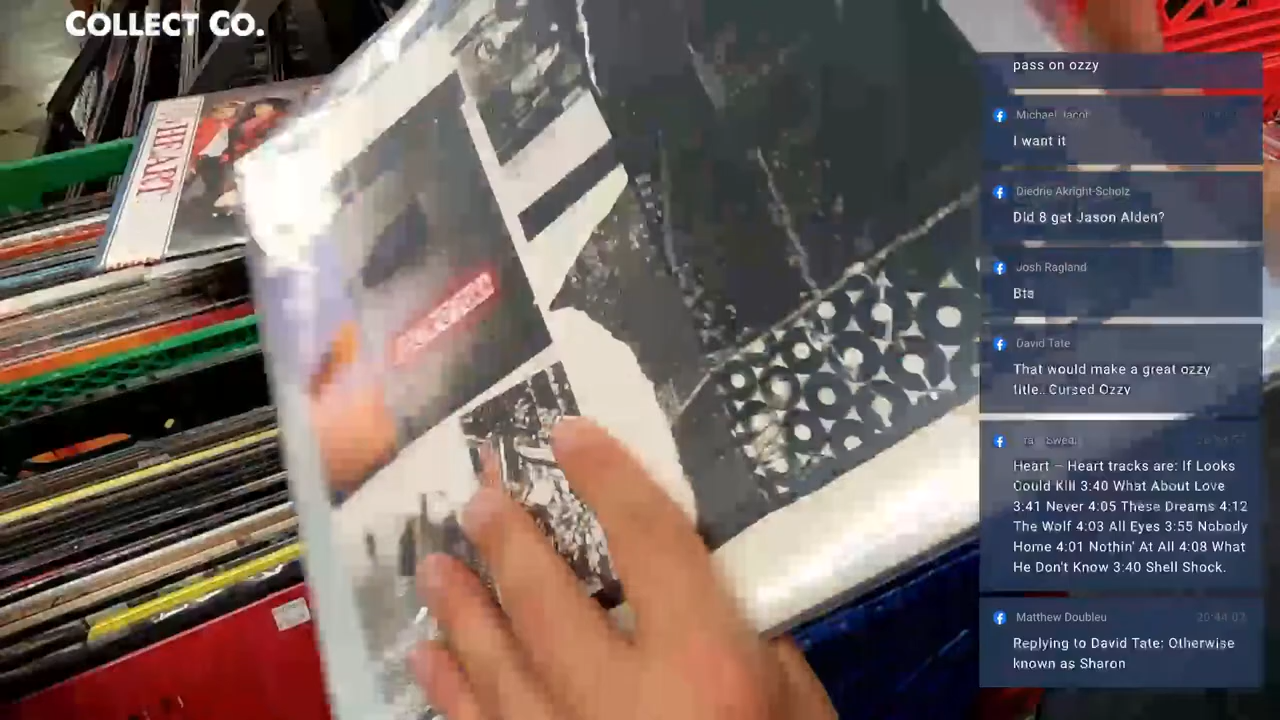 COLLECT CO.
HEART
pass on ozzy
Michael Jacot
I want it
Diedrie Akright-Scholz
Did 8 get Jason Alden?
Josh Ragland
Bta
David Tate
That would make a great ozzy
title.. Cursed Ozzy
Heart – Heart tracks are: If Looks
Could Kill 3:40 What About Love
3:41 Never 4:05 These Dreams 4:12
The Wolf 4:03 All Eyes 3:55 Nobody
Home 4:01 Nothin' At All 4:08 What
He Don't Know 3:40 Shell Shock.
Matthew Doubleu
20:44:03
Replying to David Tate: Otherwise
known as Sharon